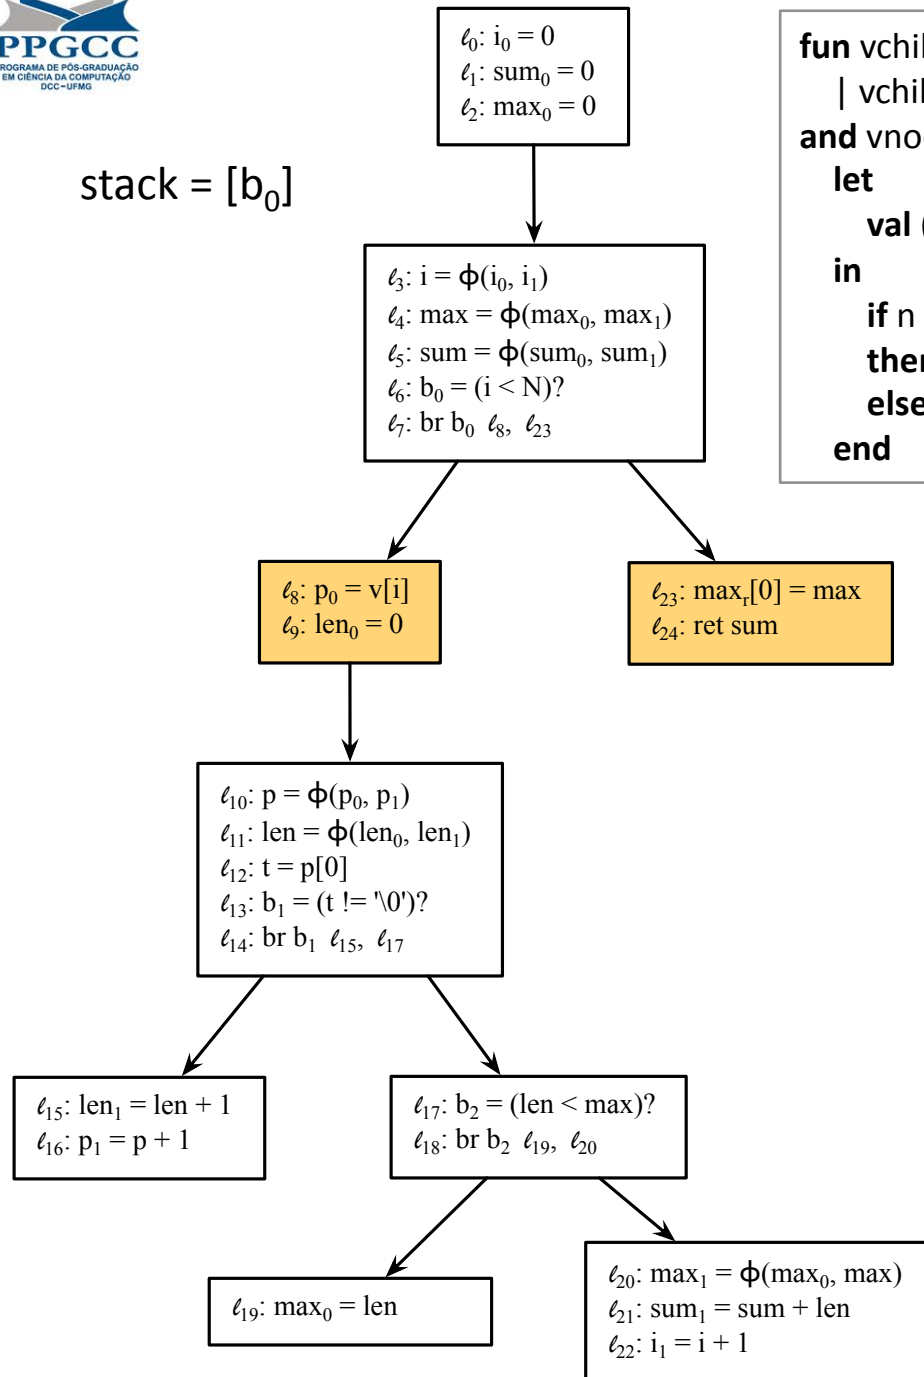 PPGCC
PROGRAMA DE PÓS-GRADUAÇÃO
EM CIÊNCIA DA COMPUTAÇÃO
DCC-UFMG
stack = [b₀]
ℓ₀: i₀ = 0
ℓ₁: sum₀ = 0
ℓ₂: max₀ = 0
fun
and
let
val (
in
if n
end
ℓ₃: i = ϕ(i₀, i₁)
ℓ₄: max = ϕ(max₀, max₁)
ℓ₅: sum = ϕ(sum₀, sum₁)
ℓ₆: b₀ = (i < N)?
ℓ₇: br b₀ ℓ₈, ℓ₂₃
ℓ₈: p₀ = v[i]
ℓ₉: len₀ = 0
ℓ₂₃: maxᵣ[0] = max
ℓ₂₄: ret sum
ℓ₁₀: p = ϕ(p₀, p₁)
ℓ₁₁: len = ϕ(len₀, len₁)
ℓ₁₂: t = p[0]
ℓ₁₃: b₁ = (t != '\0')?
ℓ₁₄: br b₁ ℓ₁₅, ℓ₁₇
ℓ₁₅: len₁ = len + 1
ℓ₁₆: p₁ = p + 1
ℓ₁₇: b₂ = (len < max)?
ℓ₁₈: br b₂ ℓ₁₉, ℓ₂₀
ℓ₁₉: max₀ = len
ℓ₂₀: max₁ = ϕ(max₀, max)
ℓ₂₁: sum₁ = sum + len
ℓ₂₂: i₁ = i + 1